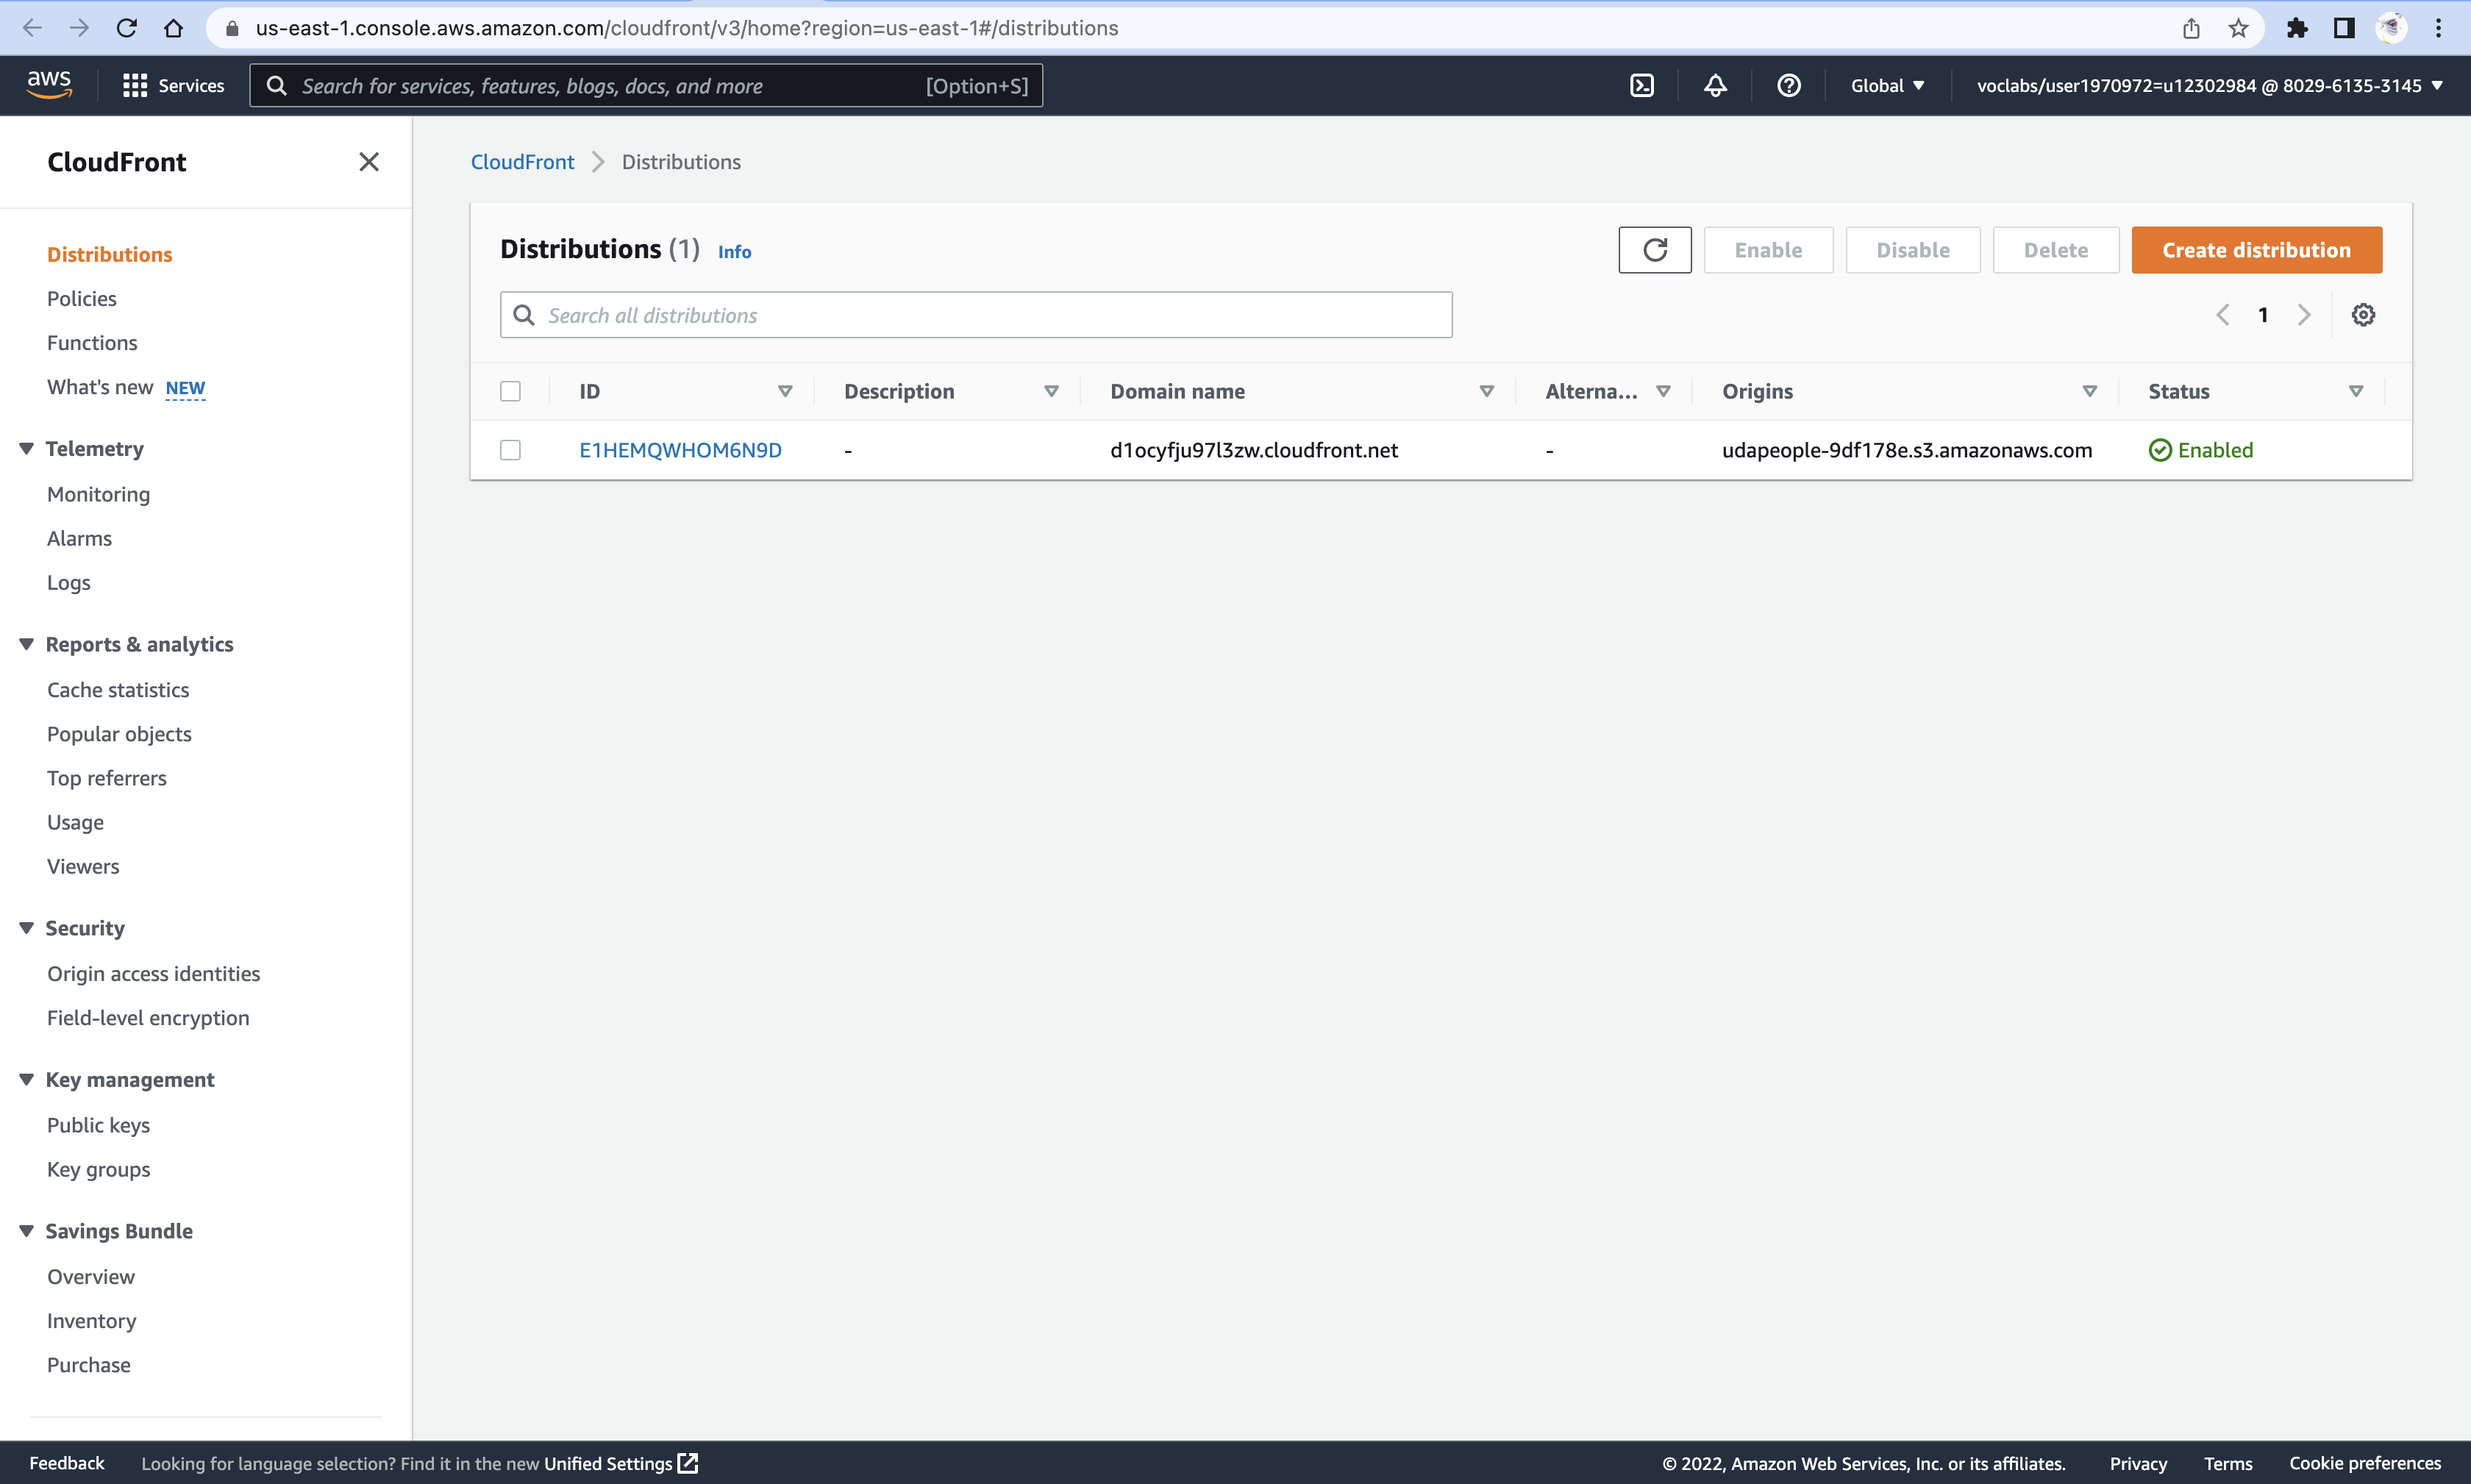 us-east-1.console.aws.amazon.com/cloudfront/v3/home?region=us-east-1#/distributions
aws
Services
Search for services, features, blogs, docs, and more
[Option+S]
Global
voclabs/user1970972=u12302984 @ 8029-6135-3145
CloudFront
Distributions
Policies
Functions
What's new NEW
Telemetry
Monitoring
Alarms
Logs
Reports & analytics
Cache statistics
Popular objects
Top referrers
Usage
Viewers
Security
Origin access identities
Field-level encryption
Key management
Public keys
Key groups
Savings Bundle
Overview
Inventory
Purchase
CloudFront Distributions
Distributions (1) Info
Enable
Disable
Delete
Create distribution
Search all distributions
1
ID Description Domain name Alterna... Origins Status
E1HEMQWHOM6N9D - d1ocyfju97l3zw.cloudfront.net - udapeople-9df178e.s3.amazonaws.com Enabled
Feedback Looking for language selection? Find it in the new Unified Settings
© 2022, Amazon Web Services, Inc. or its affiliates. Privacy Terms Cookie preferences